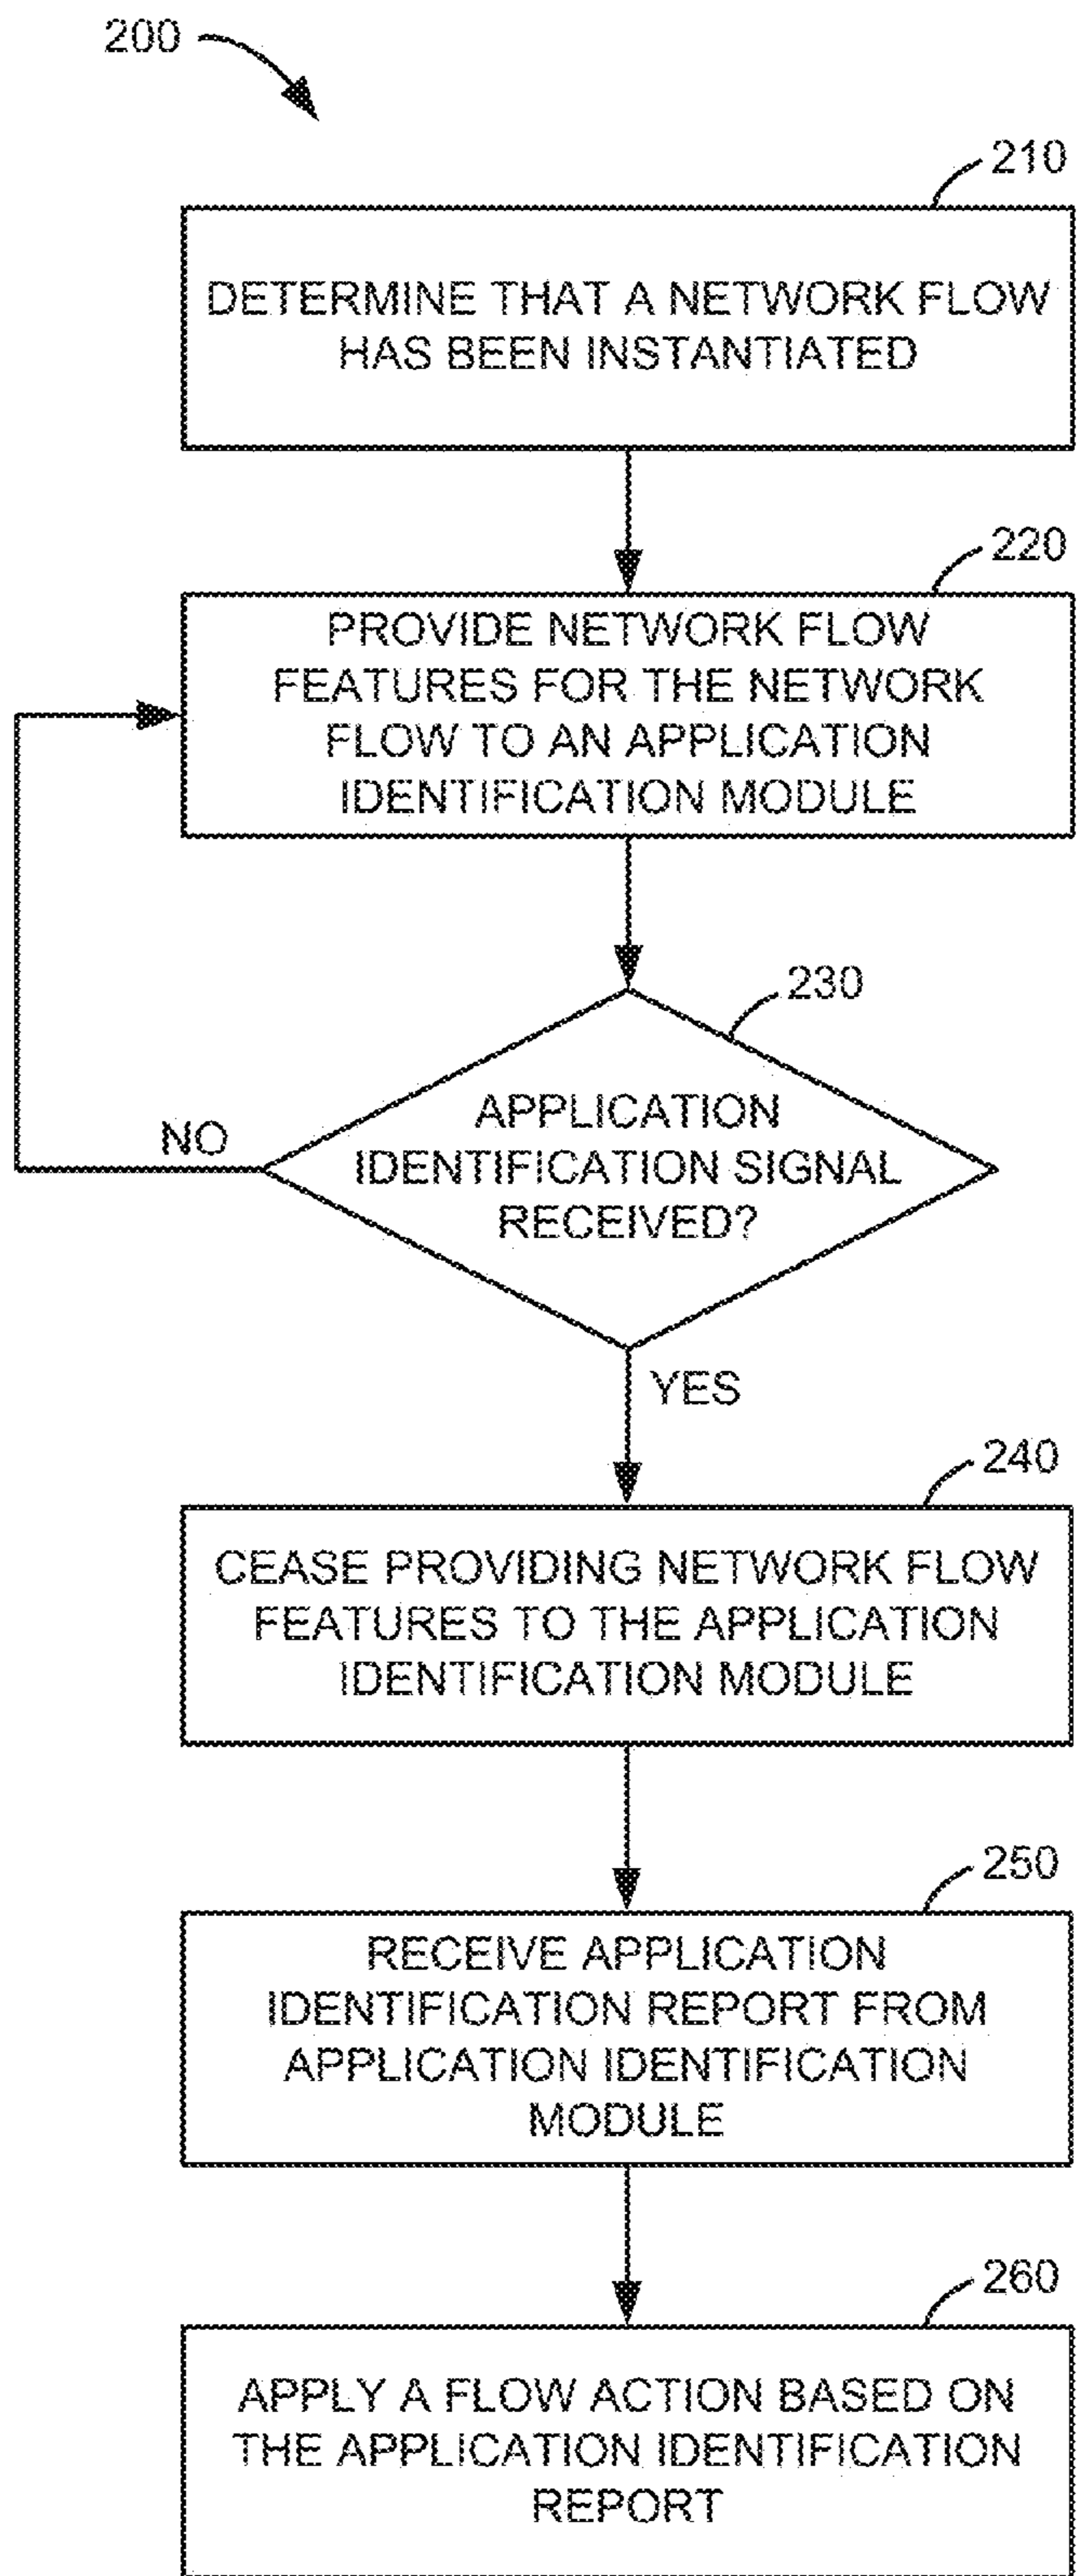 200
210
DETERMINE THAT A NETWORK FLOW
HAS BEEN INSTANTIATED
220
PROVIDE NETWORK FLOW
FEATURES FOR THE NETWORK
FLOW TO AN APPLICATION
IDENTIFICATION MODULE
230
APPLICATION
IDENTIFICATION SIGNAL
RECEIVED?
NO
YES
240
CEASE PROVIDING NETWORK FLOW
FEATURES TO THE APPLICATION
IDENTIFICATION MODULE
250
RECEIVE APPLICATION
IDENTIFICATION REPORT FROM
APPLICATION IDENTIFICATION
MODULE
260
APPLY A FLOW ACTION BASED ON
THE APPLICATION IDENTIFICATION
REPORT